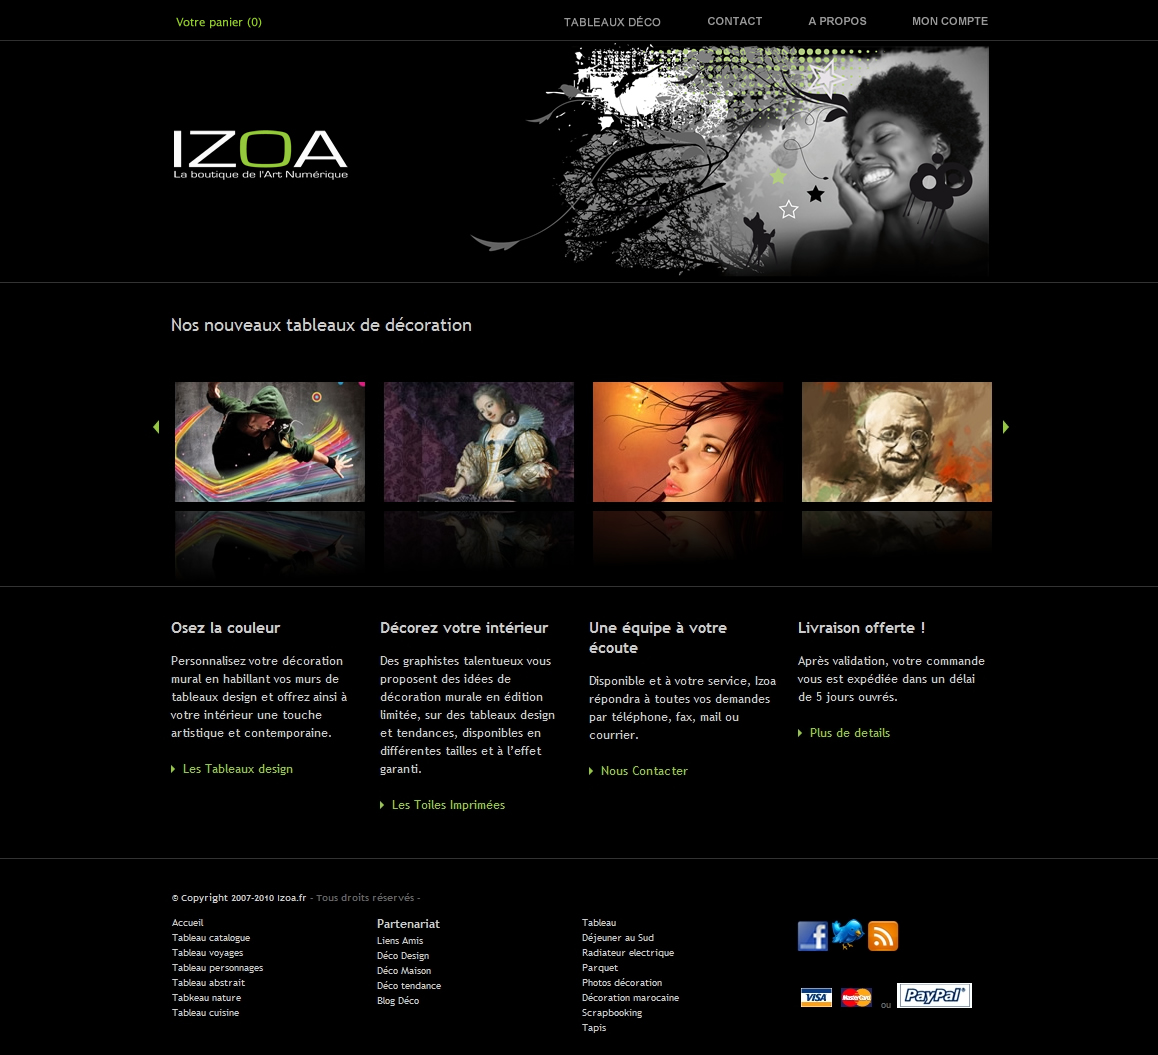 Votre panier (0)
TABLEAUX DÉCO
CONTACT
A PROPOS
MON COMPTE
IZOA
La boutique de l'Art Numérique
Nos nouveaux tableaux de décoration
Osez la couleur
Personnalisez votre décoration
mural en habillant vos murs de
tableaux design et offrez ainsi à
votre intérieur une touche
artistique et contemporaine.
Les Tableaux design
Décorez votre intérieur
Des graphistes talentueux vous
proposent des idées de
décoration murale en édition
limitée, sur des tableaux design
et tendances, disponibles en
différentes tailles et à l'effet
garanti.
Les Toiles Imprimées
Une équipe à votre
écoute
Disponible et à votre service, Izoa
répondra à toutes vos demandes
par téléphone, fax, mail ou
courrier.
Nous Contacter
Livraison offerte !
Après validation, votre commande
vous est expédiée dans un délai
de 5 jours ouvrés.
Plus de details
© Copyright 2007-2010 Izoa.fr - Tous droits réservés -
Accueil
Tableau catalogue
Tableau voyages
Tableau personnages
Tableau abstrait
Tabkeau nature
Tableau cuisine
Partenariat
Liens Amis
Déco Design
Déco Maison
Déco tendance
Blog Déco
Tableau
Déjeuner au Sud
Radiateur electrique
Parquet
Photos décoration
Décoration marocaine
Scrapbooking
Tapis
f
VISA
MasterCard
ou
PayPal